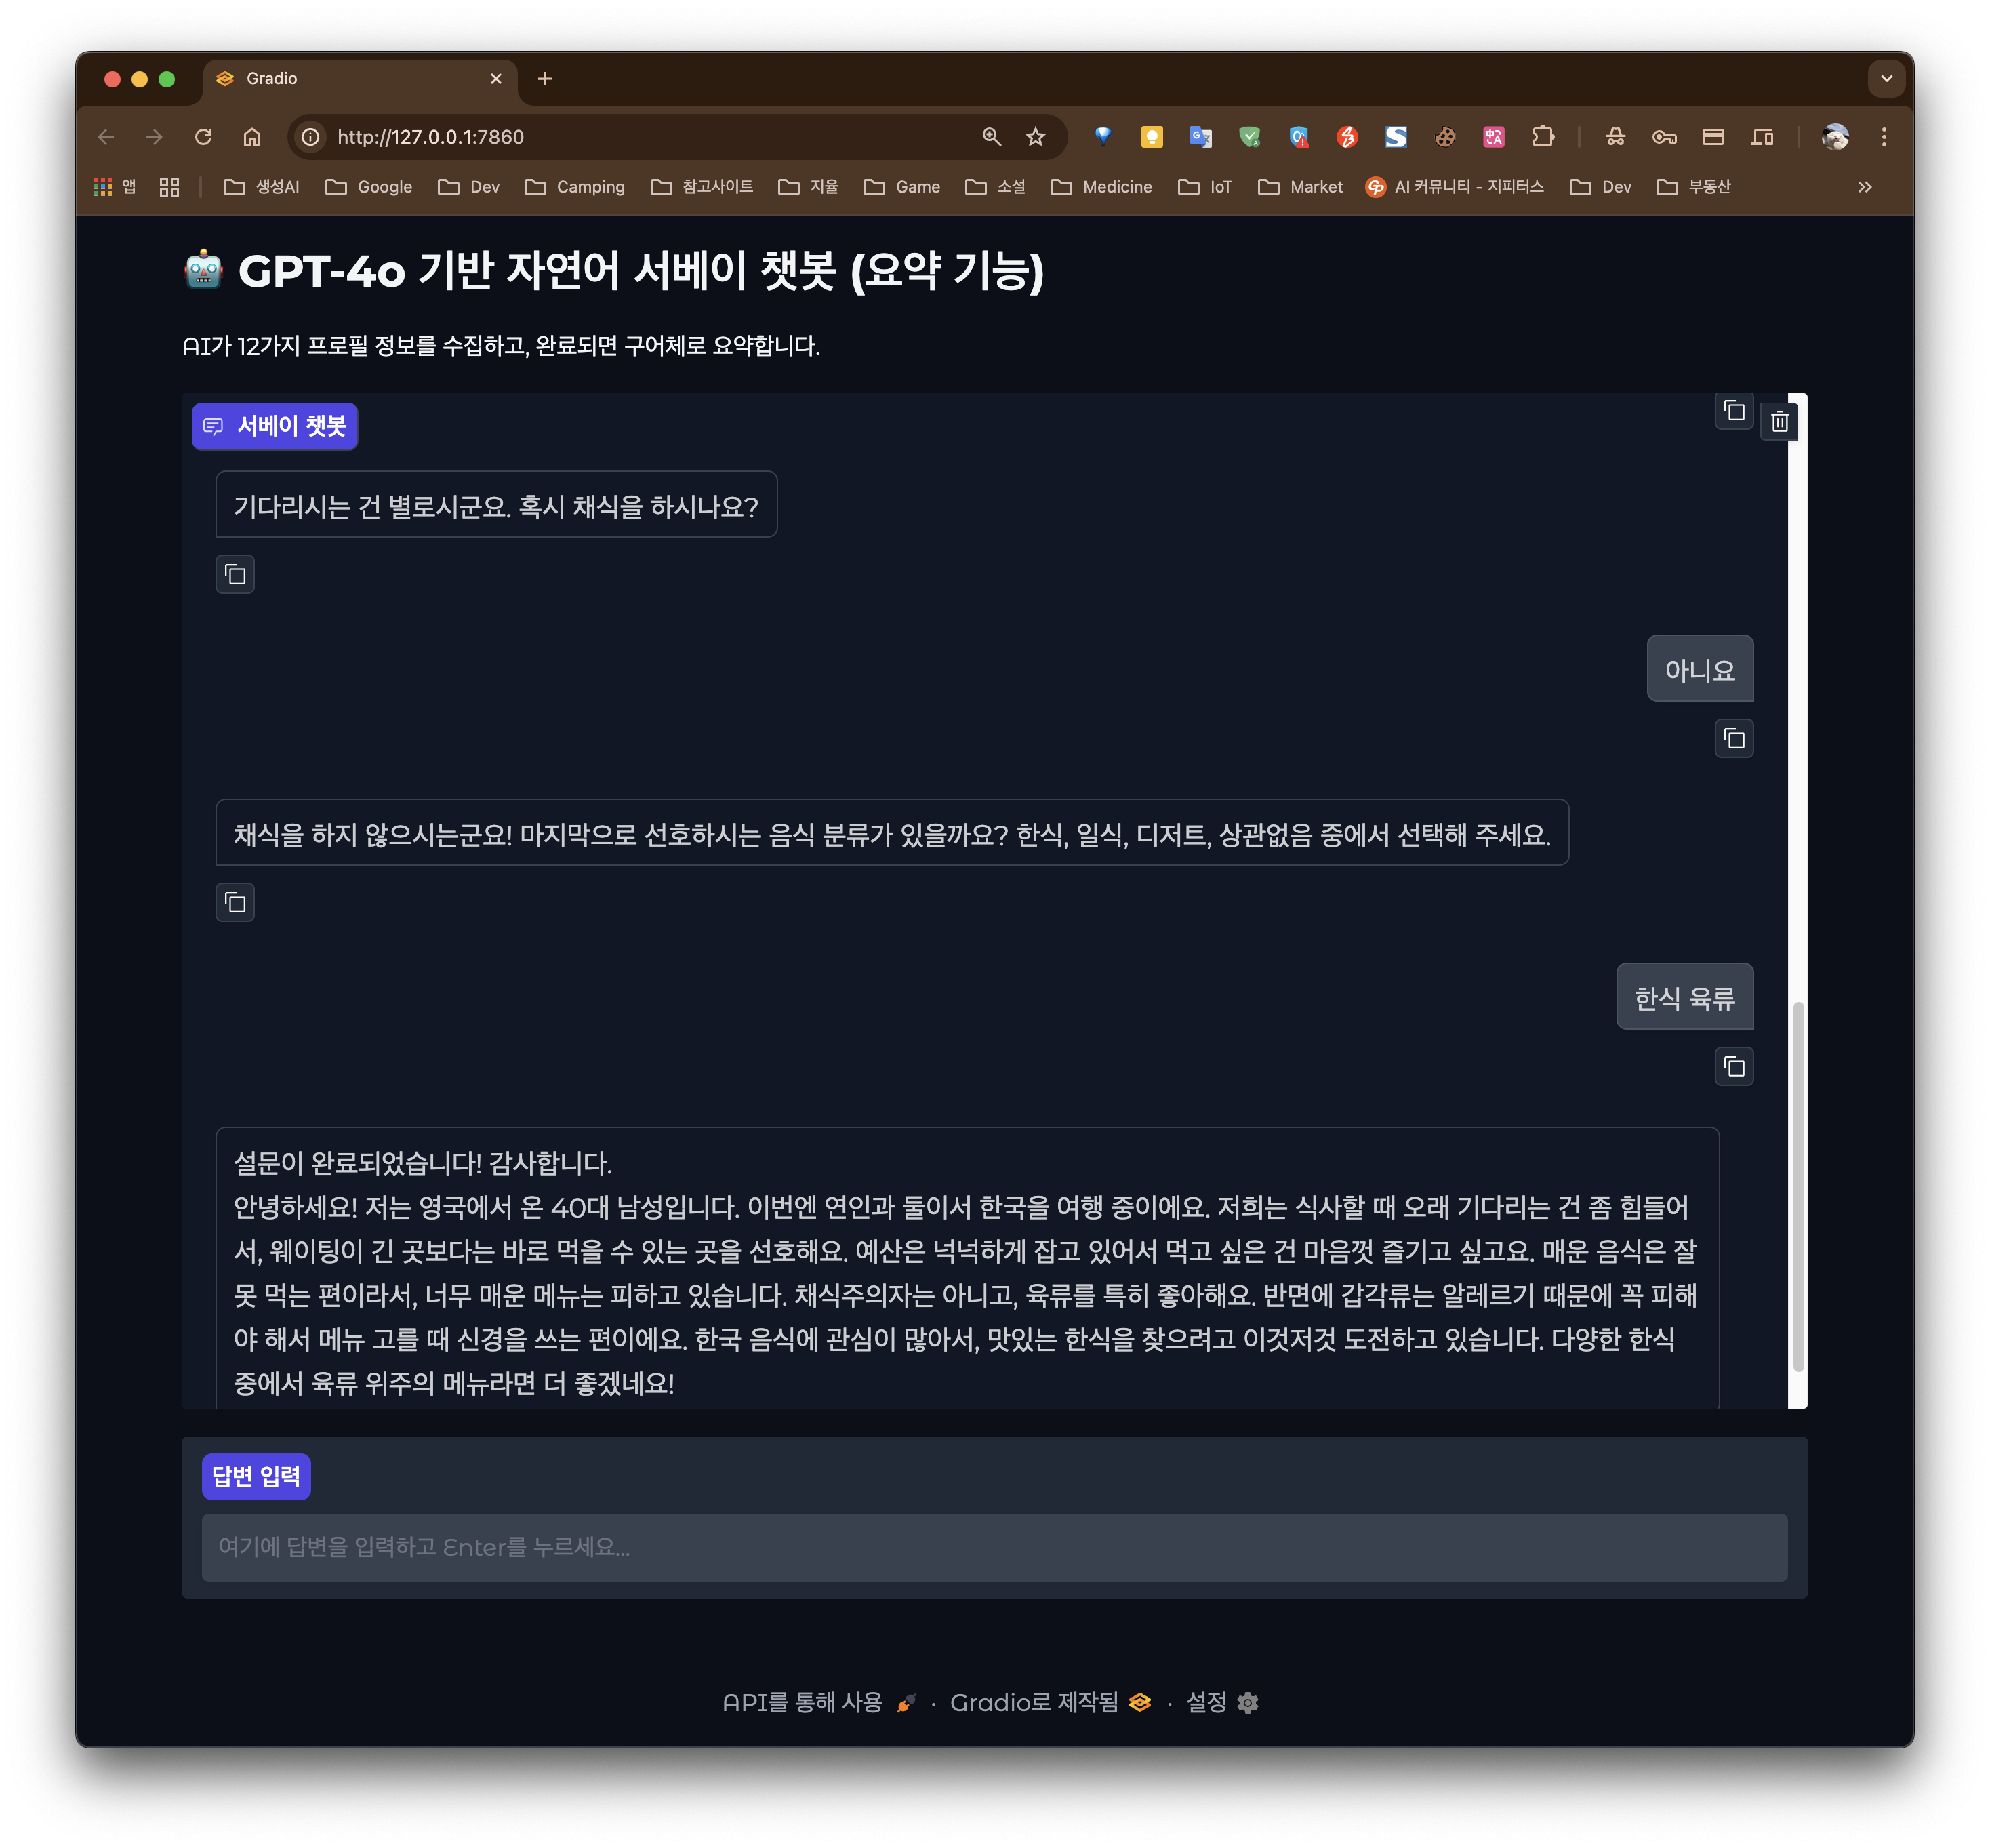 Gradio
http://127.0.0.1:7860
앱
생성AI
Google
Dev
Camping
참고사이트
지율
Game
소설
Medicine
IoT
Market
AI 커뮤니티 - 지피터스
Dev
부동산
GPT-4o 기반 자연어 서베이 챗봇 (요약 기능)
AI가 12가지 프로필 정보를 수집하고, 완료되면 구어체로 요약합니다.
서베이 챗봇
기다리시는 건 별로시군요. 혹시 채식을 하시나요?
아니요
채식을 하지 않으시는군요! 마지막으로 선호하시는 음식 분류가 있을까요? 한식, 일식, 디저트, 상관없음 중에서 선택해 주세요.
한식 육류
설문이 완료되었습니다! 감사합니다.
안녕하세요! 저는 영국에서 온 40대 남성입니다. 이번엔 연인과 둘이서 한국을 여행 중이에요. 저희는 식사할 때 오래 기다리는 건 좀 힘들어
서, 웨이팅이 긴 곳보다는 바로 먹을 수 있는 곳을 선호해요. 예산은 넉넉하게 잡고 있어서 먹고 싶은 건 마음껏 즐기고 싶고요. 매운 음식은 잘
못 먹는 편이라서, 너무 매운 메뉴는 피하고 있습니다. 채식주의자는 아니고, 육류를 특히 좋아해요. 반면에 갑각류는 알레르기 때문에 꼭 피해
야 해서 메뉴 고를 때 신경을 쓰는 편이에요. 한국 음식에 관심이 많아서, 맛있는 한식을 찾으려고 이것저것 도전하고 있습니다. 다양한 한식
중에서 육류 위주의 메뉴라면 더 좋겠네요!
답변 입력
여기에 답변을 입력하고 Enter를 누르세요...
API를 통해 사용 · Gradio로 제작됨 · 설정